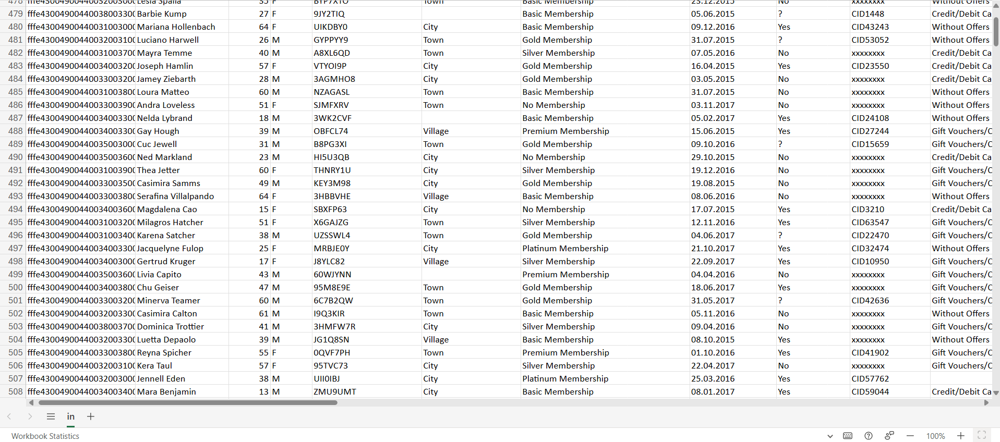 478 fffe43004900440032003000 Lesia Spalla 35 F BYP7X1O Town Basic Membership 23.12.2015 No xxxxxxxx Without Offers
479 fffe43004900440038003300 Barbie Kump 27 F 9JY2TIQ Basic Membership 05.06.2015 ? CID1448 Credit/Debit Ca
480 fffe43004900440031003000 Mariana Hollenbach 64 F UIKDBY0 City Basic Membership 09.12.2016 Yes CID43243 Without Offers
481 fffe43004900440032003100 Luciano Harwell 26 M GYPPYY9 Town Gold Membership 31.07.2015 ? CID53052 Without Offers
482 fffe43004900440031003700 Mayra Temme 40 M A8XL6QD Town Silver Membership 07.05.2016 No xxxxxxxx Credit/Debit Ca
483 fffe43004900440034003200 Joseph Hamlin 57 F VTYOI9P City Gold Membership 16.04.2015 Yes CID23550 Credit/Debit Ca
484 fffe43004900440033003200 Jamey Ziebarth 28 M 3AGMHO8 City Gold Membership 03.05.2015 No xxxxxxxx Credit/Debit Ca
485 fffe43004900440031003800 Loura Matteo 60 M NZAGASL Town Basic Membership 31.07.2015 No xxxxxxxx Without Offers
486 fffe43004900440033003900 Andra Loveless 51 F SJMFXRV Town No Membership 03.11.2017 No xxxxxxxx Without Offers
487 fffe43004900440034003300 Nelda Lybrand 18 M 3WK2CVF Basic Membership 05.02.2017 Yes CID24108 Without Offers
488 fffe43004900440034003300 Gay Hough 39 M OBFCL74 Village Premium Membership 15.06.2015 Yes CID27244 Gift Vouchers/C
489 fffe43004900440035003000 Cuc Jewell 31 M B8PG3XI Town Gold Membership 09.10.2016 ? CID15659 Gift Vouchers/C
490 fffe43004900440035003600 Ned Markland 23 M HI5U3QB City No Membership 29.10.2015 No xxxxxxxx Credit/Debit Ca
491 fffe43004900440031003900 Thea Jetter 60 F THNRY1U City Silver Membership 19.12.2016 No xxxxxxxx Gift Vouchers/C
492 fffe43004900440033003500 Casimira Samms 49 M KEY3M98 City Gold Membership 19.08.2015 No xxxxxxxx Gift Vouchers/C
493 fffe43004900440033003800 Serafina Villalpando 64 F 3HBBVHE Village Basic Membership 08.06.2016 No xxxxxxxx Without Offers
494 fffe43004900440034003600 Magdalena Cao 15 F SBXFP63 City No Membership 17.07.2015 Yes CID3210 Credit/Debit Ca
495 fffe43004900440031003200 Milagros Hatcher 51 F X6GAJZG Town Silver Membership 12.11.2016 Yes CID63547 Gift Vouchers/C
496 fffe43004900440031003400 Karena Satcher 38 M UZSSWL4 Town Gold Membership 04.06.2017 ? CID22470 Gift Vouchers/C
497 fffe43004900440034003300 Jacquelyne Fulop 25 F MRBJE0Y City Platinum Membership 21.10.2017 Yes CID32474 Without Offers
498 fffe43004900440034003000 Gertrud Kruger 17 F J8YLC82 Village Silver Membership 22.09.2017 Yes CID10950 Gift Vouchers/C
499 fffe43004900440035003600 Livia Capito 43 M 60WJYNN Premium Membership 04.04.2016 No xxxxxxxx Gift Vouchers/C
500 fffe43004900440034003800 Chu Geiser 47 M 95M8E9E Town Gold Membership 18.06.2017 Yes xxxxxxxx Gift Vouchers/C
501 fffe43004900440033003200 Minerva Teamer 60 M 6C7B2QW Town Gold Membership 31.05.2017 ? CID42636 Gift Vouchers/C
502 fffe43004900440032003300 Casimira Calton 61 M I9Q3KIR Town Basic Membership 05.11.2016 No xxxxxxxx Without Offers
503 fffe43004900440038003700 Dominica Trottier 41 M 3HMFW7R City Silver Membership 09.04.2016 No xxxxxxxx Gift Vouchers/C
504 fffe43004900440032003300 Luetta Depaolo 39 M JG1Q8SN Village Basic Membership 08.10.2015 Yes xxxxxxxx Without Offers
505 fffe43004900440033003800 Reyna Spicher 55 F 0QVF7PH Town Premium Membership 01.10.2016 Yes CID41902 Gift Vouchers/C
506 fffe43004900440032003100 Kera Taul 57 F 95TVC73 City Silver Membership 22.04.2017 No xxxxxxxx Gift Vouchers/C
507 fffe43004900440032003000 Jennell Eden 38 M UII0IBJ City Platinum Membership 25.03.2016 Yes CID57762
508 fffe43004900440034003400 Mara Benjamin 13 M ZMU9UMT City Basic Membership 08.01.2017 Yes CID59044 Credit/Debit Ca
in
Workbook Statistics
100%